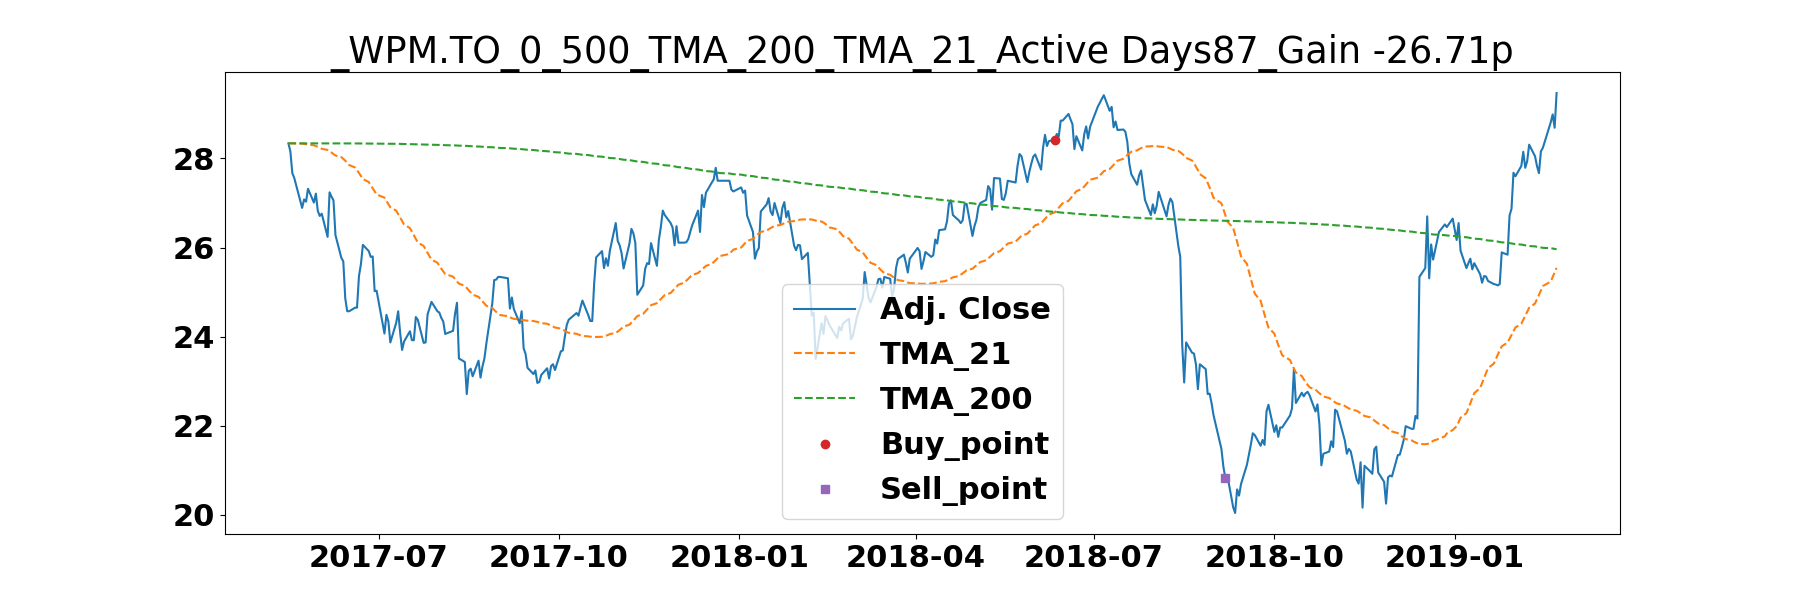 _WPM.TO_0_500_TMA_200_TMA_21_Active Days87_Gain -26.71p
28
26
24
22
20
Adj. Close
TMA_21
TMA_200
Buy_point
Sell_point
2017-07 2017-10 2018-01 2018-04 2018-07 2018-10 2019-01